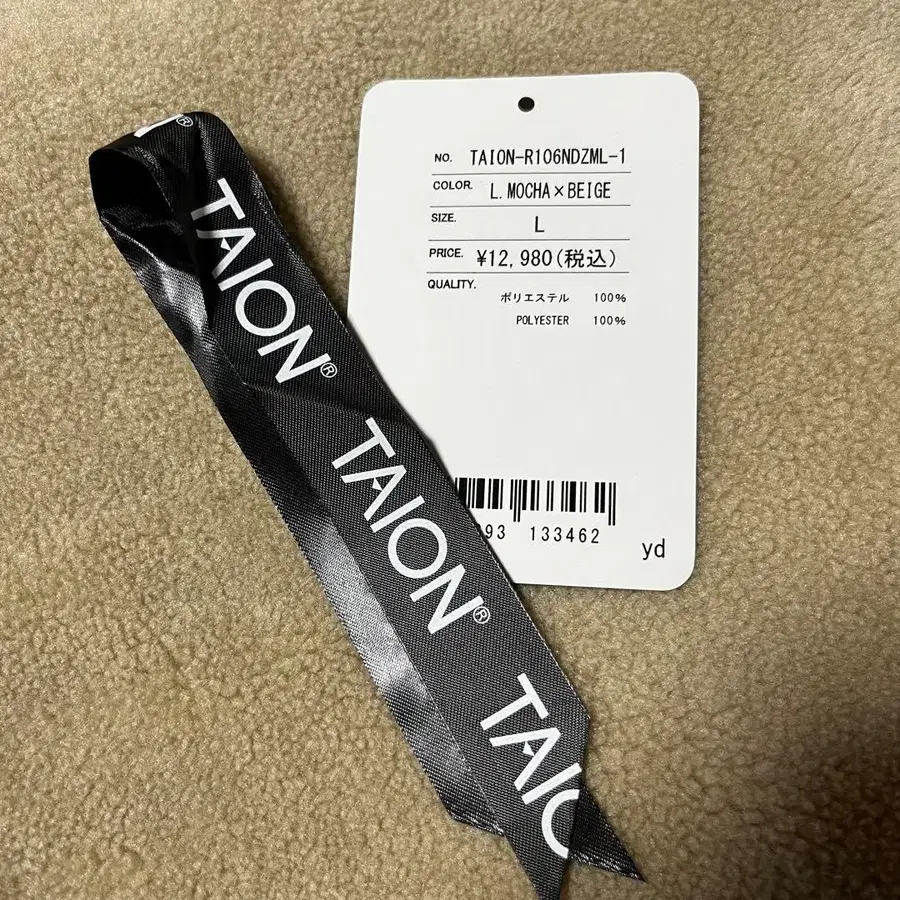 NO. TAION-R106NDZML-1
COLOR. L.MOCHA×BEIGE
SIZE. L
PRICE. ¥12,980(税込)
QUALITY.
ポリエステル 100%
POLYESTER 100%
93 133462
yd
®
TAION®
TAION®
TAIO